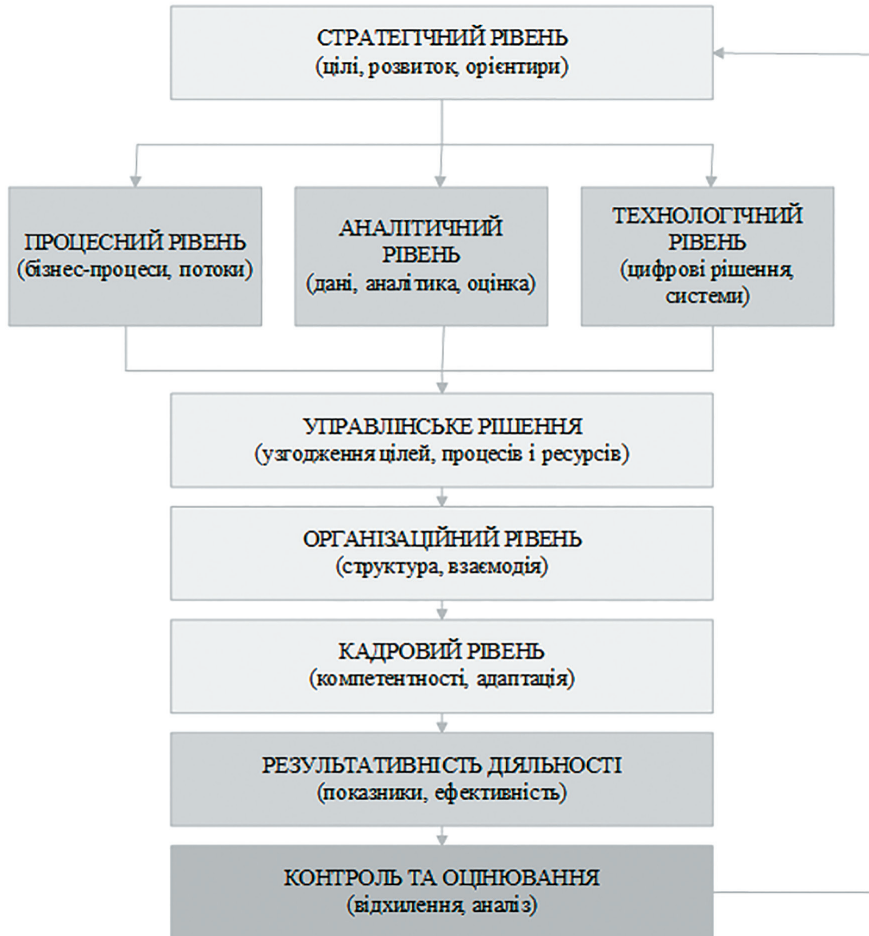 СТРАТЕГІЧНИЙ РІВЕНЬ
(цілі, розвиток, орієнтири)
ПРОЦЕСНИЙ РІВЕНЬ
(бізнес-процеси, потоки)
АНАЛІТИЧНИЙ
РІВЕНЬ
(дані, аналітика, оцінка)
ТЕХНОЛОГІЧНИЙ
РІВЕНЬ
(цифрові рішення,
системи)
УПРАВЛІНСЬКЕ РІШЕННЯ
(узгодження цілей, процесів і ресурсів)
ОРГАНІЗАЦІЙНИЙ РІВЕНЬ
(структура, взаємодія)
КАДРОВИЙ РІВЕНЬ
(компетентності, адаптація)
РЕЗУЛЬТАТИВНІСТЬ ДІЯЛЬНОСТІ
(показники, ефективність)
КОНТРОЛЬ ТА ОЦІНЮВАННЯ
(відхилення, аналіз)